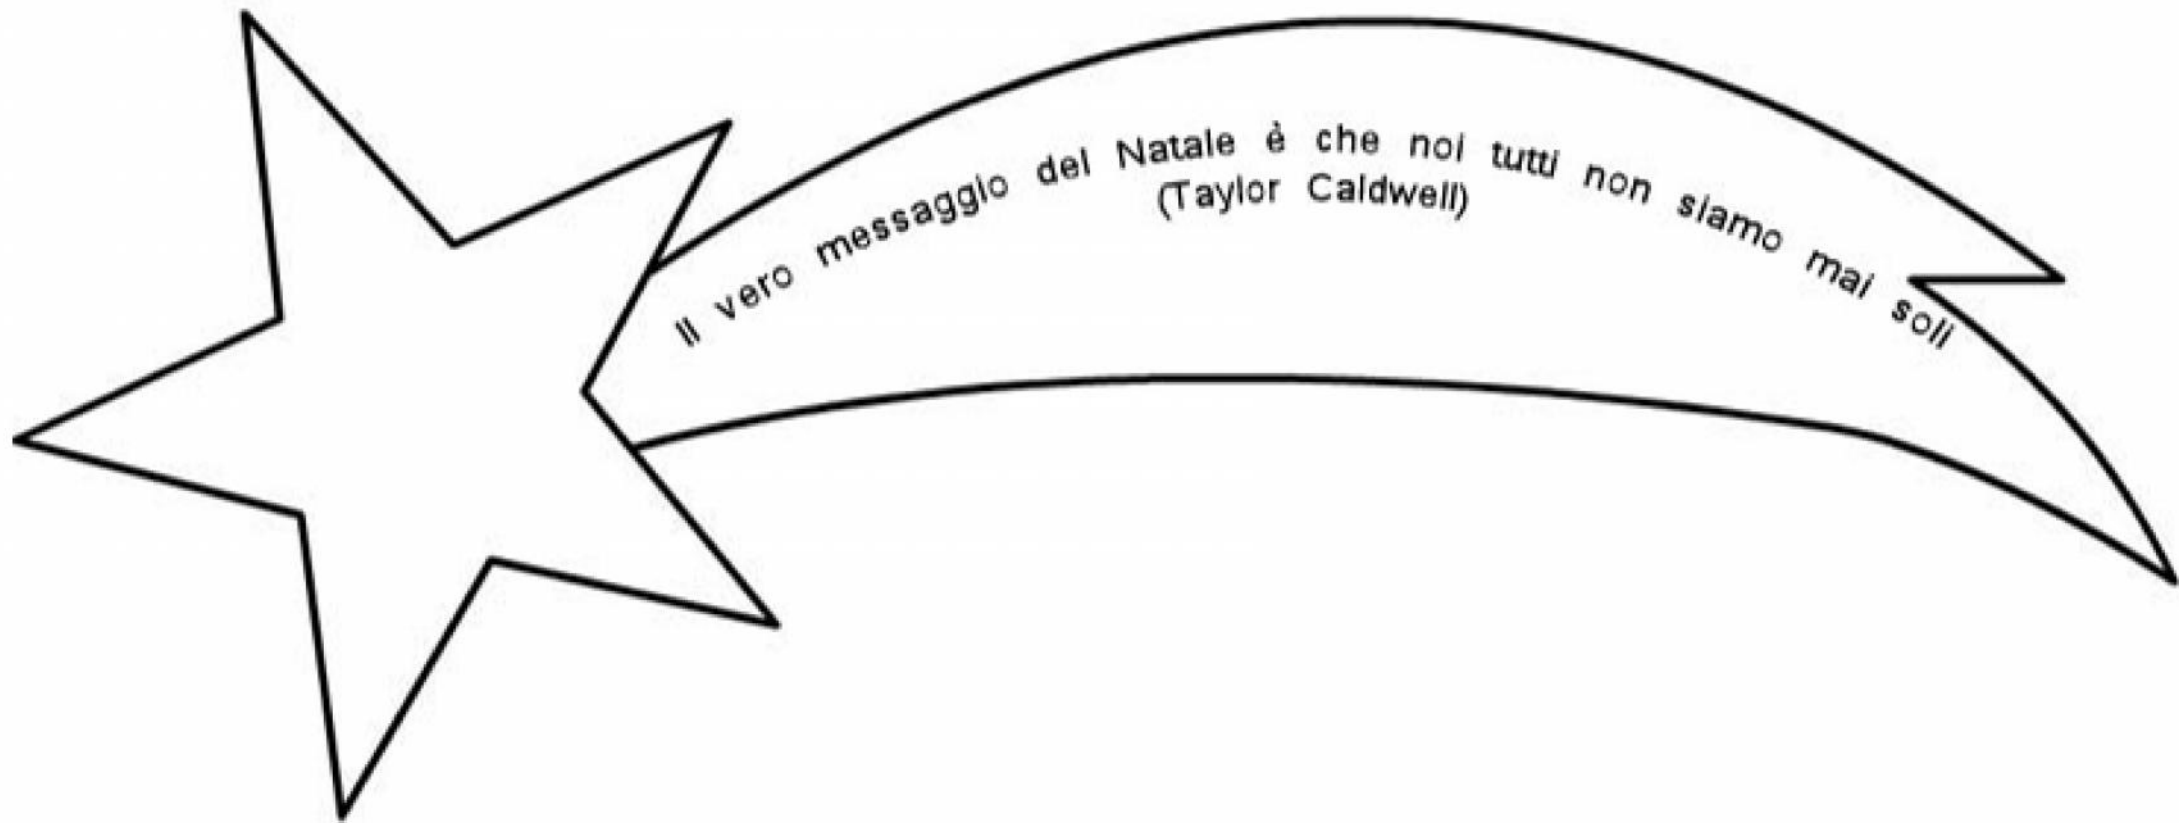 Il vero messaggio del Natale è che noi tutti non siamo mai soli
(Taylor Caldwell)